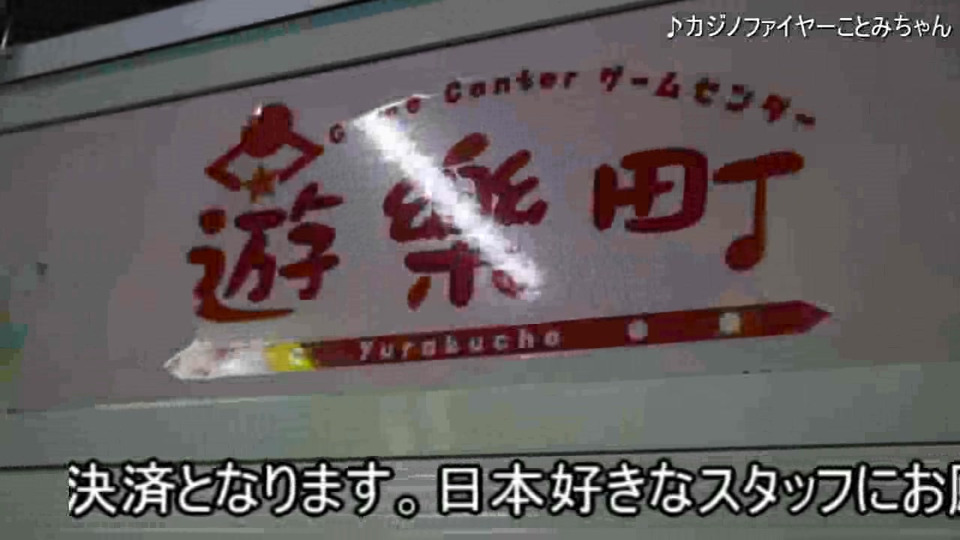 ♪カジノファイヤーことみちゃん
Game Center ゲームセンター
遊樂町
Yurakucho
決済となります。日本好きなスタッフにお